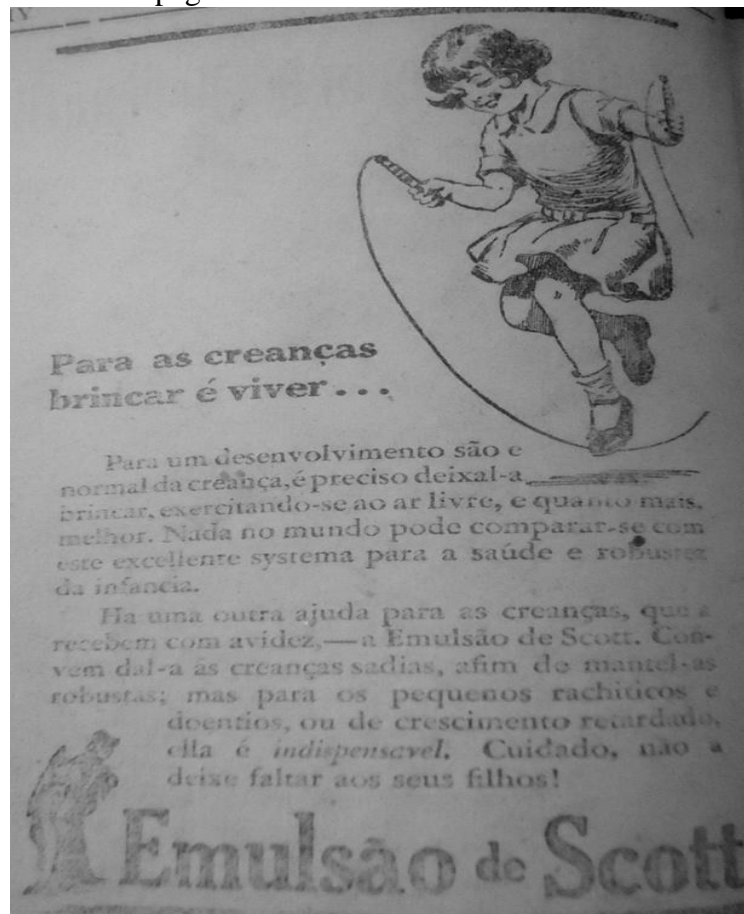 Para as creanças
brincar é viver...
Para um desenvolvimento são e
normal da creança, é preciso deixal-a
brincar, exercitando-se ao ar livre, e quanto mais,
melhor. Nada no mundo pode comparar-se com
este excellente systema para a saúde e robustez
da infancia.
Ha uma outra ajuda para as creanças, que a
recebem com avidez,—a Emulsão de Scott. Con-
vem dal-a ás creanças sadias, afim de mantel-as
robustas; mas para os pequenos rachiticos e
doentios, ou de crescimento retardado,
ella é indispensavel. Cuidado, não a
deixe faltar aos seus filhos!
Emulsão de Scott